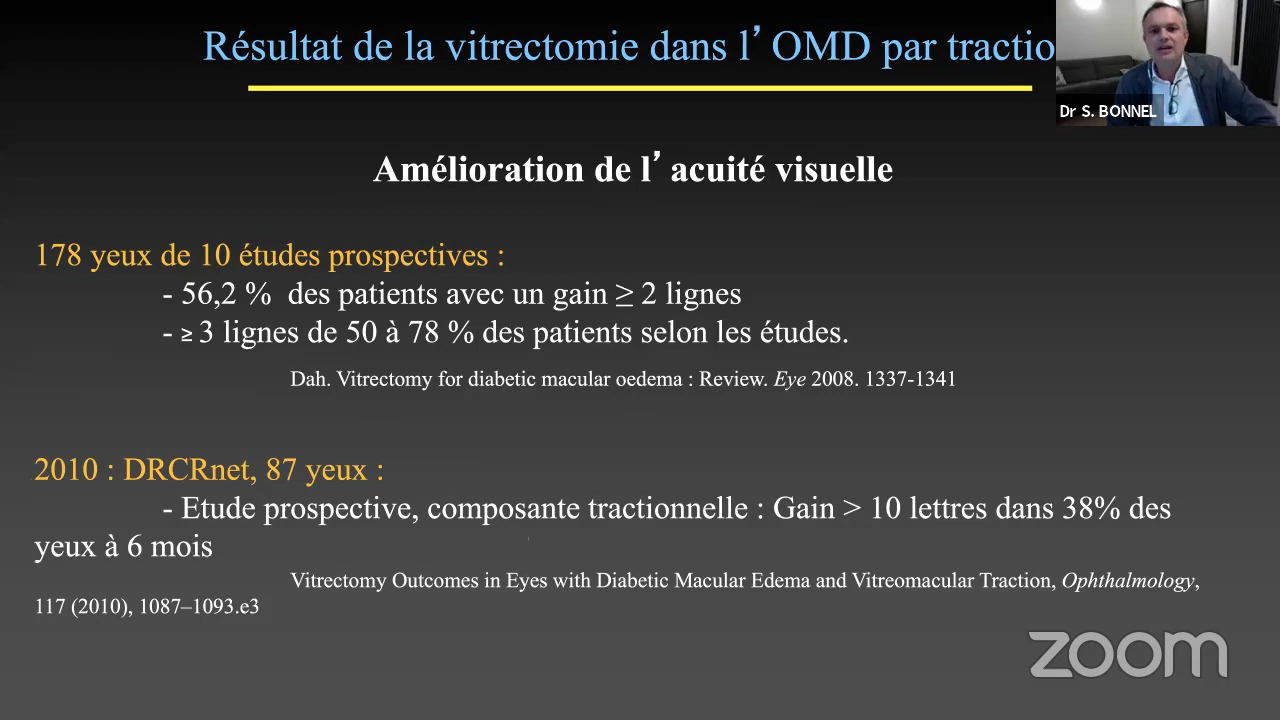 Résultat de la vitrectomie dans l’ OMD par tractio
Dr S. BONNEL
Amélioration de l’ acuité visuelle
178 yeux de 10 études prospectives :
- 56,2 % des patients avec un gain ≥ 2 lignes
- ≥ 3 lignes de 50 à 78 % des patients selon les études.
Dah. Vitrectomy for diabetic macular oedema : Review. Eye 2008. 1337-1341
2010 : DRCRnet, 87 yeux :
- Etude prospective, composante tractionnelle : Gain > 10 lettres dans 38% des
yeux à 6 mois
Vitrectomy Outcomes in Eyes with Diabetic Macular Edema and Vitreomacular Traction, Ophthalmology,
117 (2010), 1087–1093.e3
zoom